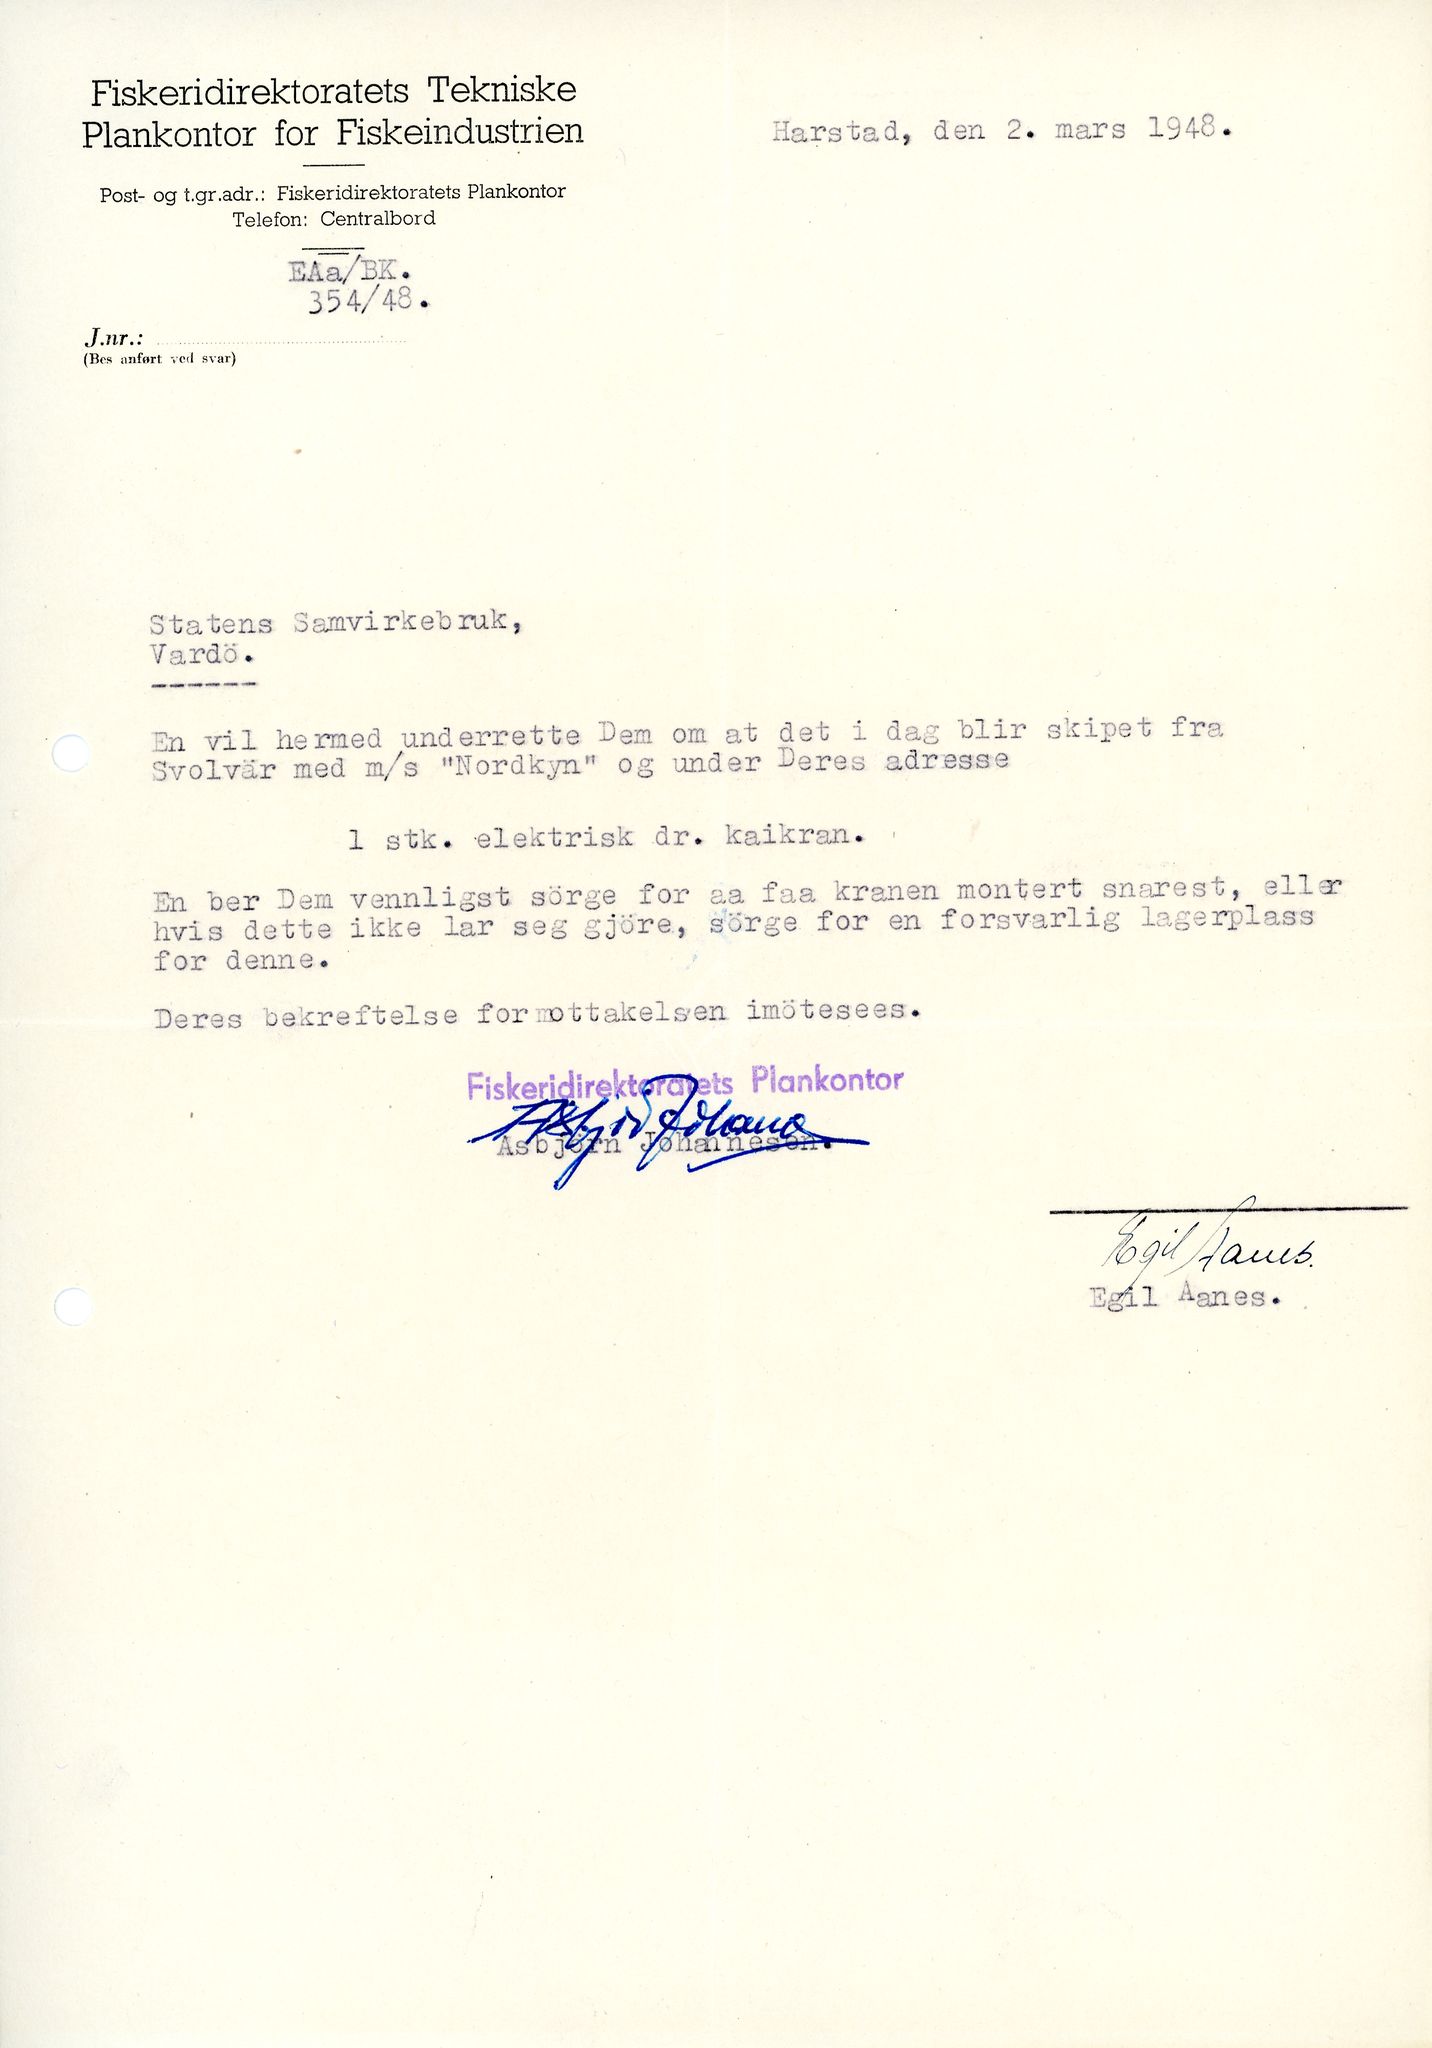 Fiskeridirektoratets Tekniske
Plankontor for Fiskeindustrien
Post- og t.gr.adr.: Fiskeridirektoratets Plankontor
Telefon: Centralbord
EAa/BK.
354/48.
J.nr.:
(Bes anført ved svar)
Harstad, den 2. mars 1948.
Statens Samvirkebruk,
Vardö.
En vil hermed underrette Dem om at det i dag blir skipet fra
Svolvär med m/s "Nordkyn" og under Deres adresse
1 stk. elektrisk dr. kaikran.
En ber Dem vennligst sörge for aa faa kranen montert snarest, eller
hvis dette ikke lar seg gjöre, sörge for en forsvarlig lagerplass
for denne.
Deres bekreftelse for mottakelsen imötesees.
Fiskeridirektoratets Plankontor
Asbjörn Johannesen.
Egil Aanes.
Egil Aanes.